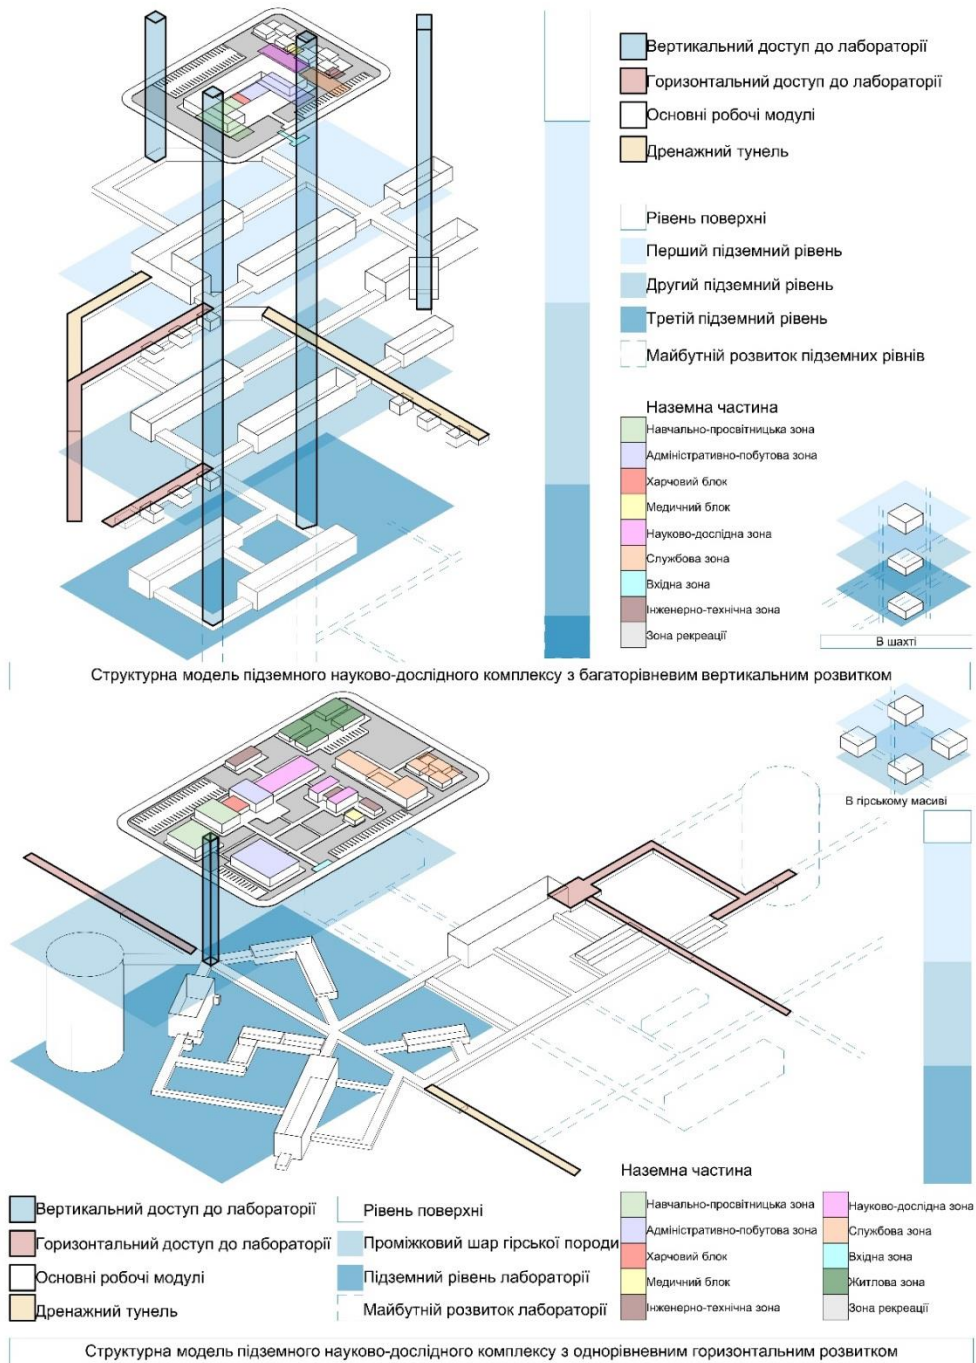 Вертикальний доступ до лабораторії
Горизонтальний доступ до лабораторії
Основні робочі модулі
Дренажний тунель
Рівень поверхні
Перший підземний рівень
Другий підземний рівень
Третій підземний рівень
Майбутній розвиток підземних рівнів
Наземна частина
Навчально-просвітницька зона
Адміністративно-побутова зона
Харчовий блок
Медичний блок
Науково-дослідна зона
Службова зона
Вхідна зона
Інженерно-технічна зона
Зона рекреації
В шахті
Структурна модель підземного науково-дослідного комплексу з багаторівневим вертикальним розвитком
В гірському масиві
Вертикальний доступ до лабораторії
Горизонтальний доступ до лабораторії
Основні робочі модулі
Дренажний тунель
Рівень поверхні
Проміжковий шар гірської породи
Підземний рівень лабораторії
Майбутній розвиток лабораторії
Наземна частина
Навчально-просвітницька зона
Адміністративно-побутова зона
Харчовий блок
Медичний блок
Інженерно-технічна зона
Науково-дослідна зона
Службова зона
Вхідна зона
Житлова зона
Зона рекреації
Структурна модель підземного науково-дослідного комплексу з однорівневим горизонтальним розвитком